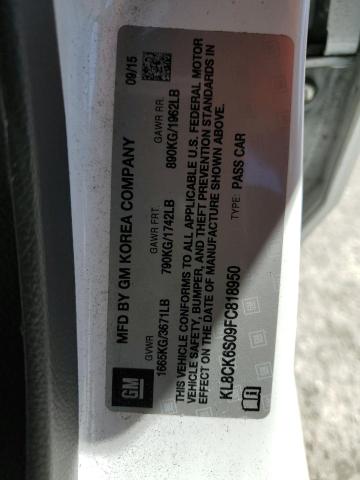 MFD BY GM KOREA COMPANY 09/15
GVWR GAWR FRT. GAWR RR.
1665KG/3671LB 790KG/1742LB 890KG/1962LB
THIS VEHICLE CONFORMS TO ALL APPLICABLE U.S. FEDERAL MOTOR
VEHICLE SAFETY, BUMPER, AND THEFT PREVENTION STANDARDS IN
EFFECT ON THE DATE OF MANUFACTURE SHOWN ABOVE.
KL8CK6S09FC818950 TYPE: PASS CAR
GM